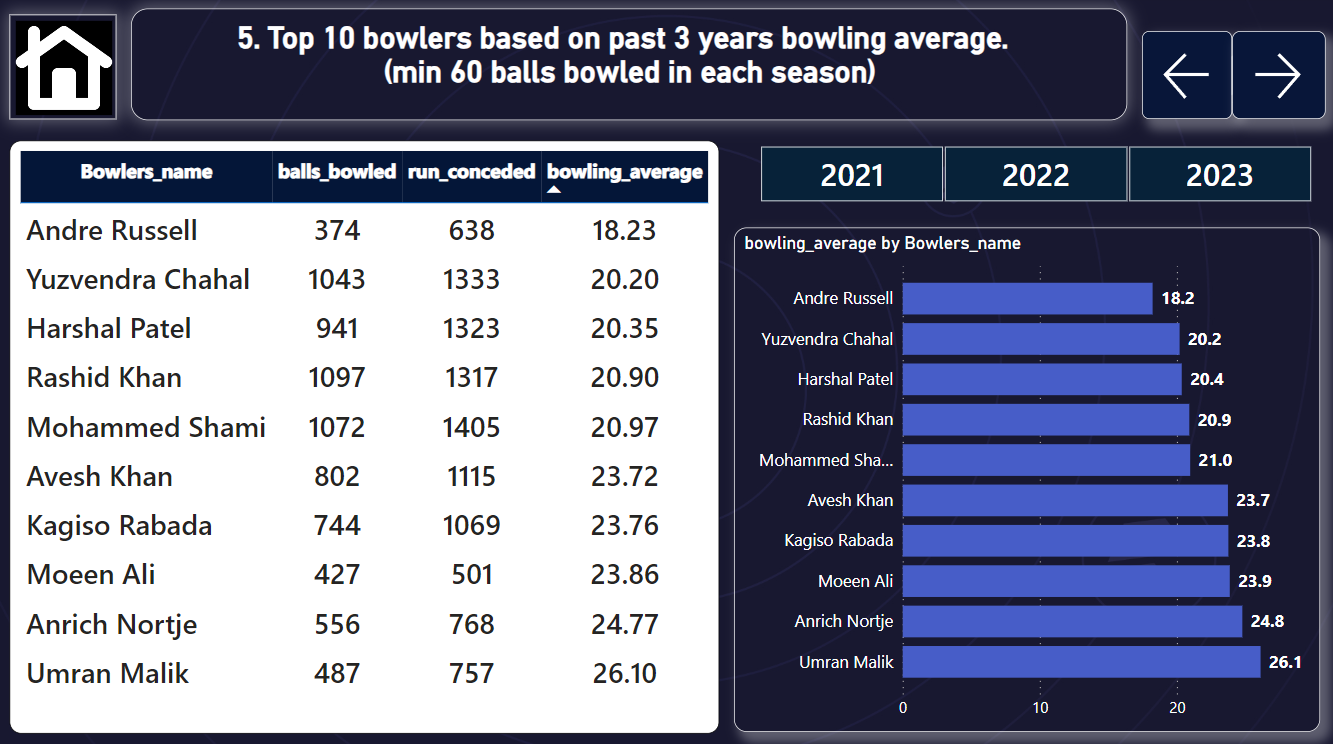 5. Top 10 bowlers based on past 3 years bowling average.
(min 60 balls bowled in each season)
Bowlers_name balls_bowled run_conceded bowling_average
Andre Russell 374 638 18.23
Yuzvendra Chahal 1043 1333 20.20
Harshal Patel 941 1323 20.35
Rashid Khan 1097 1317 20.90
Mohammed Shami 1072 1405 20.97
Avesh Khan 802 1115 23.72
Kagiso Rabada 744 1069 23.76
Moeen Ali 427 501 23.86
Anrich Nortje 556 768 24.77
Umran Malik 487 757 26.10
2021 2022 2023
bowling_average by Bowlers_name
Andre Russell 18.2
Yuzvendra Chahal 20.2
Harshal Patel 20.4
Rashid Khan 20.9
Mohammed Sha... 21.0
Avesh Khan 23.7
Kagiso Rabada 23.8
Moeen Ali 23.9
Anrich Nortje 24.8
Umran Malik 26.1
0 10 20